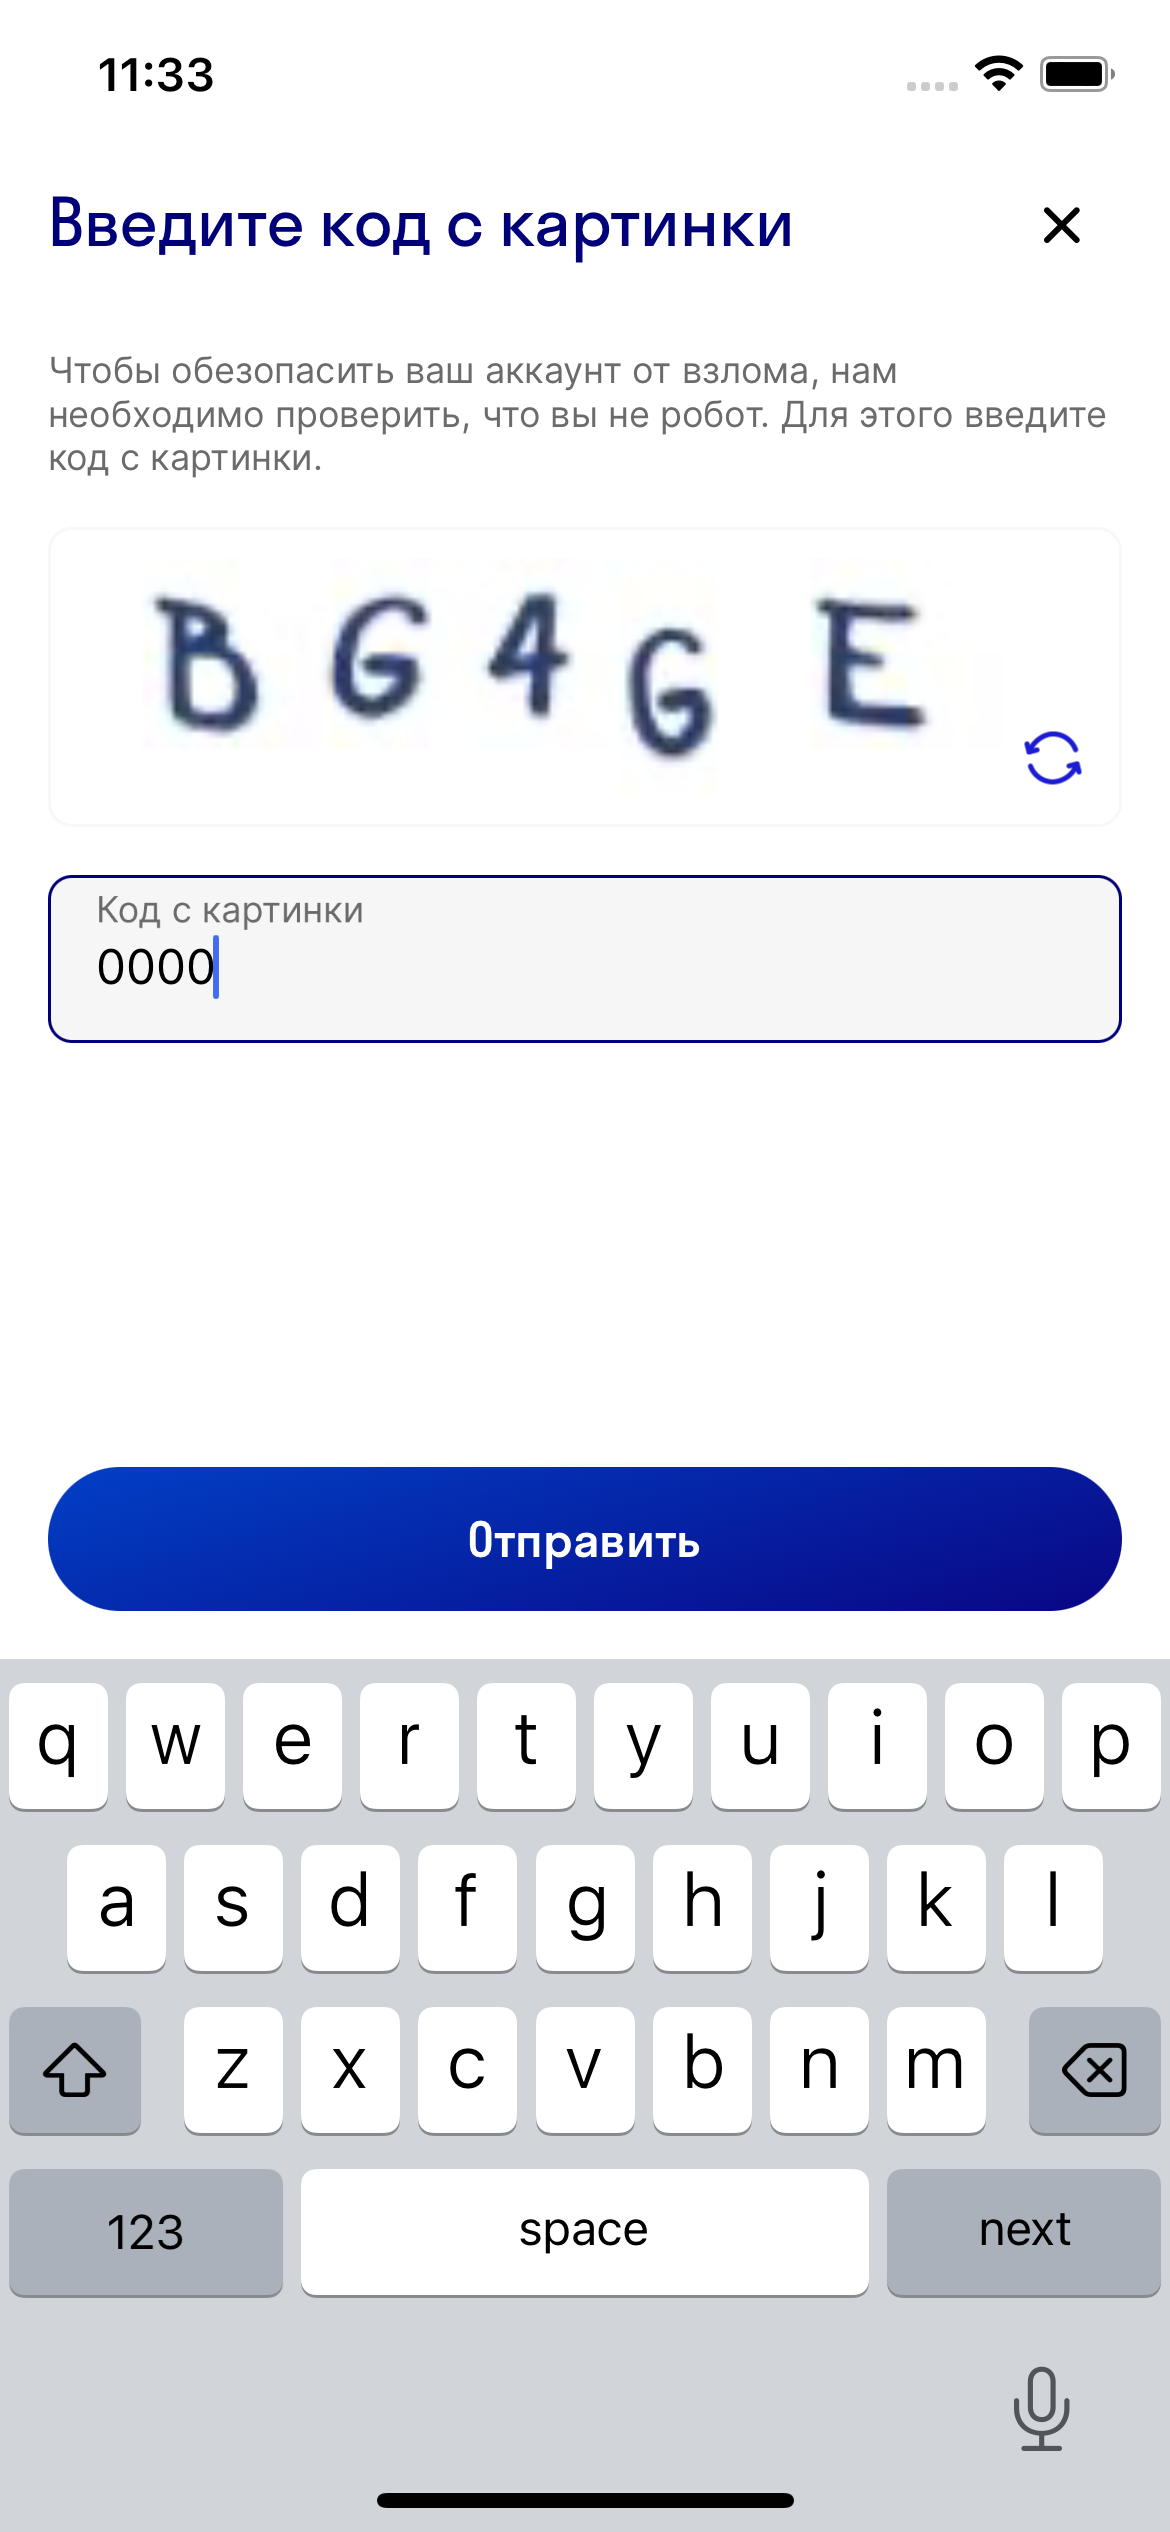 11:33
Введите код с картинки
Чтобы обезопасить ваш аккаунт от взлома, нам
необходимо проверить, что вы не робот. Для этого введите
код с картинки.
B G 4 G E
Код с картинки
0000
Отправить
q w e r t y u i o p
a s d f g h j k l
z x c v b n m
123 space next